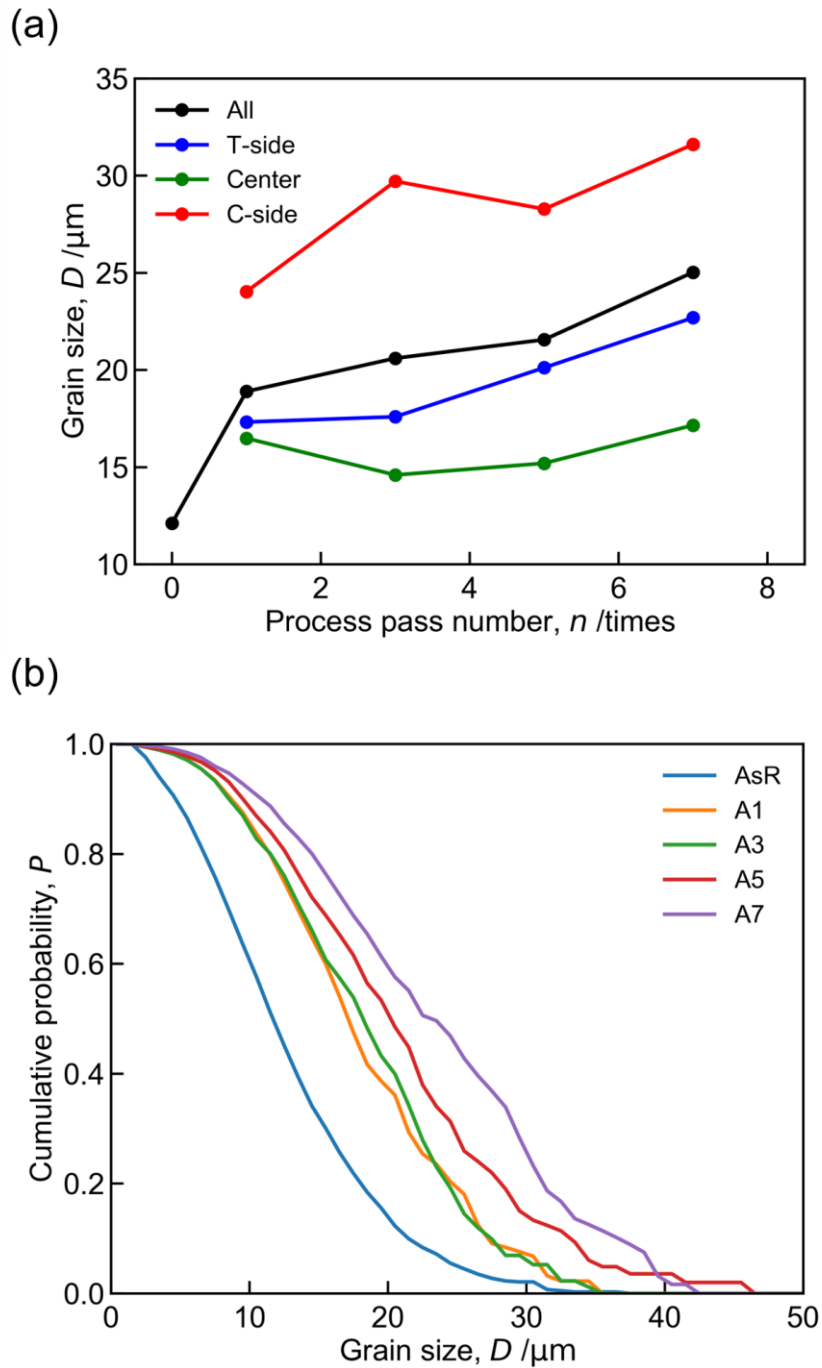 (a)
35
30
25
20
15
10
Grain size, D /µm
All
T-side
Center
C-side
0 2 4 6 8
Process pass number, n /times
(b)
1.0
0.8
0.6
0.4
0.2
0.0
Cumulative probability, P
AsR
A1
A3
A5
A7
0 10 20 30 40 50
Grain size, D /µm